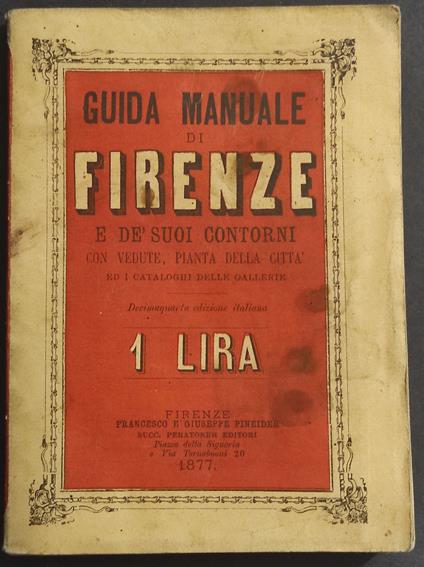 GUIDA MANUALE
DI
FIRENZE
E DE' SUOI CONTORNI
CON VEDUTE, PIANTA DELLA CITTA'
ED I CATALOGHI DELLE GALLERIE
Decimaquarta edizione italiana
1 LIRA
FIRENZE
FRANCESCO E GIUSEPPE PINEIDER
SUCC. PERATONER EDITORI
Piazza della Signoria
e Via Tornabuoni 20
1877.